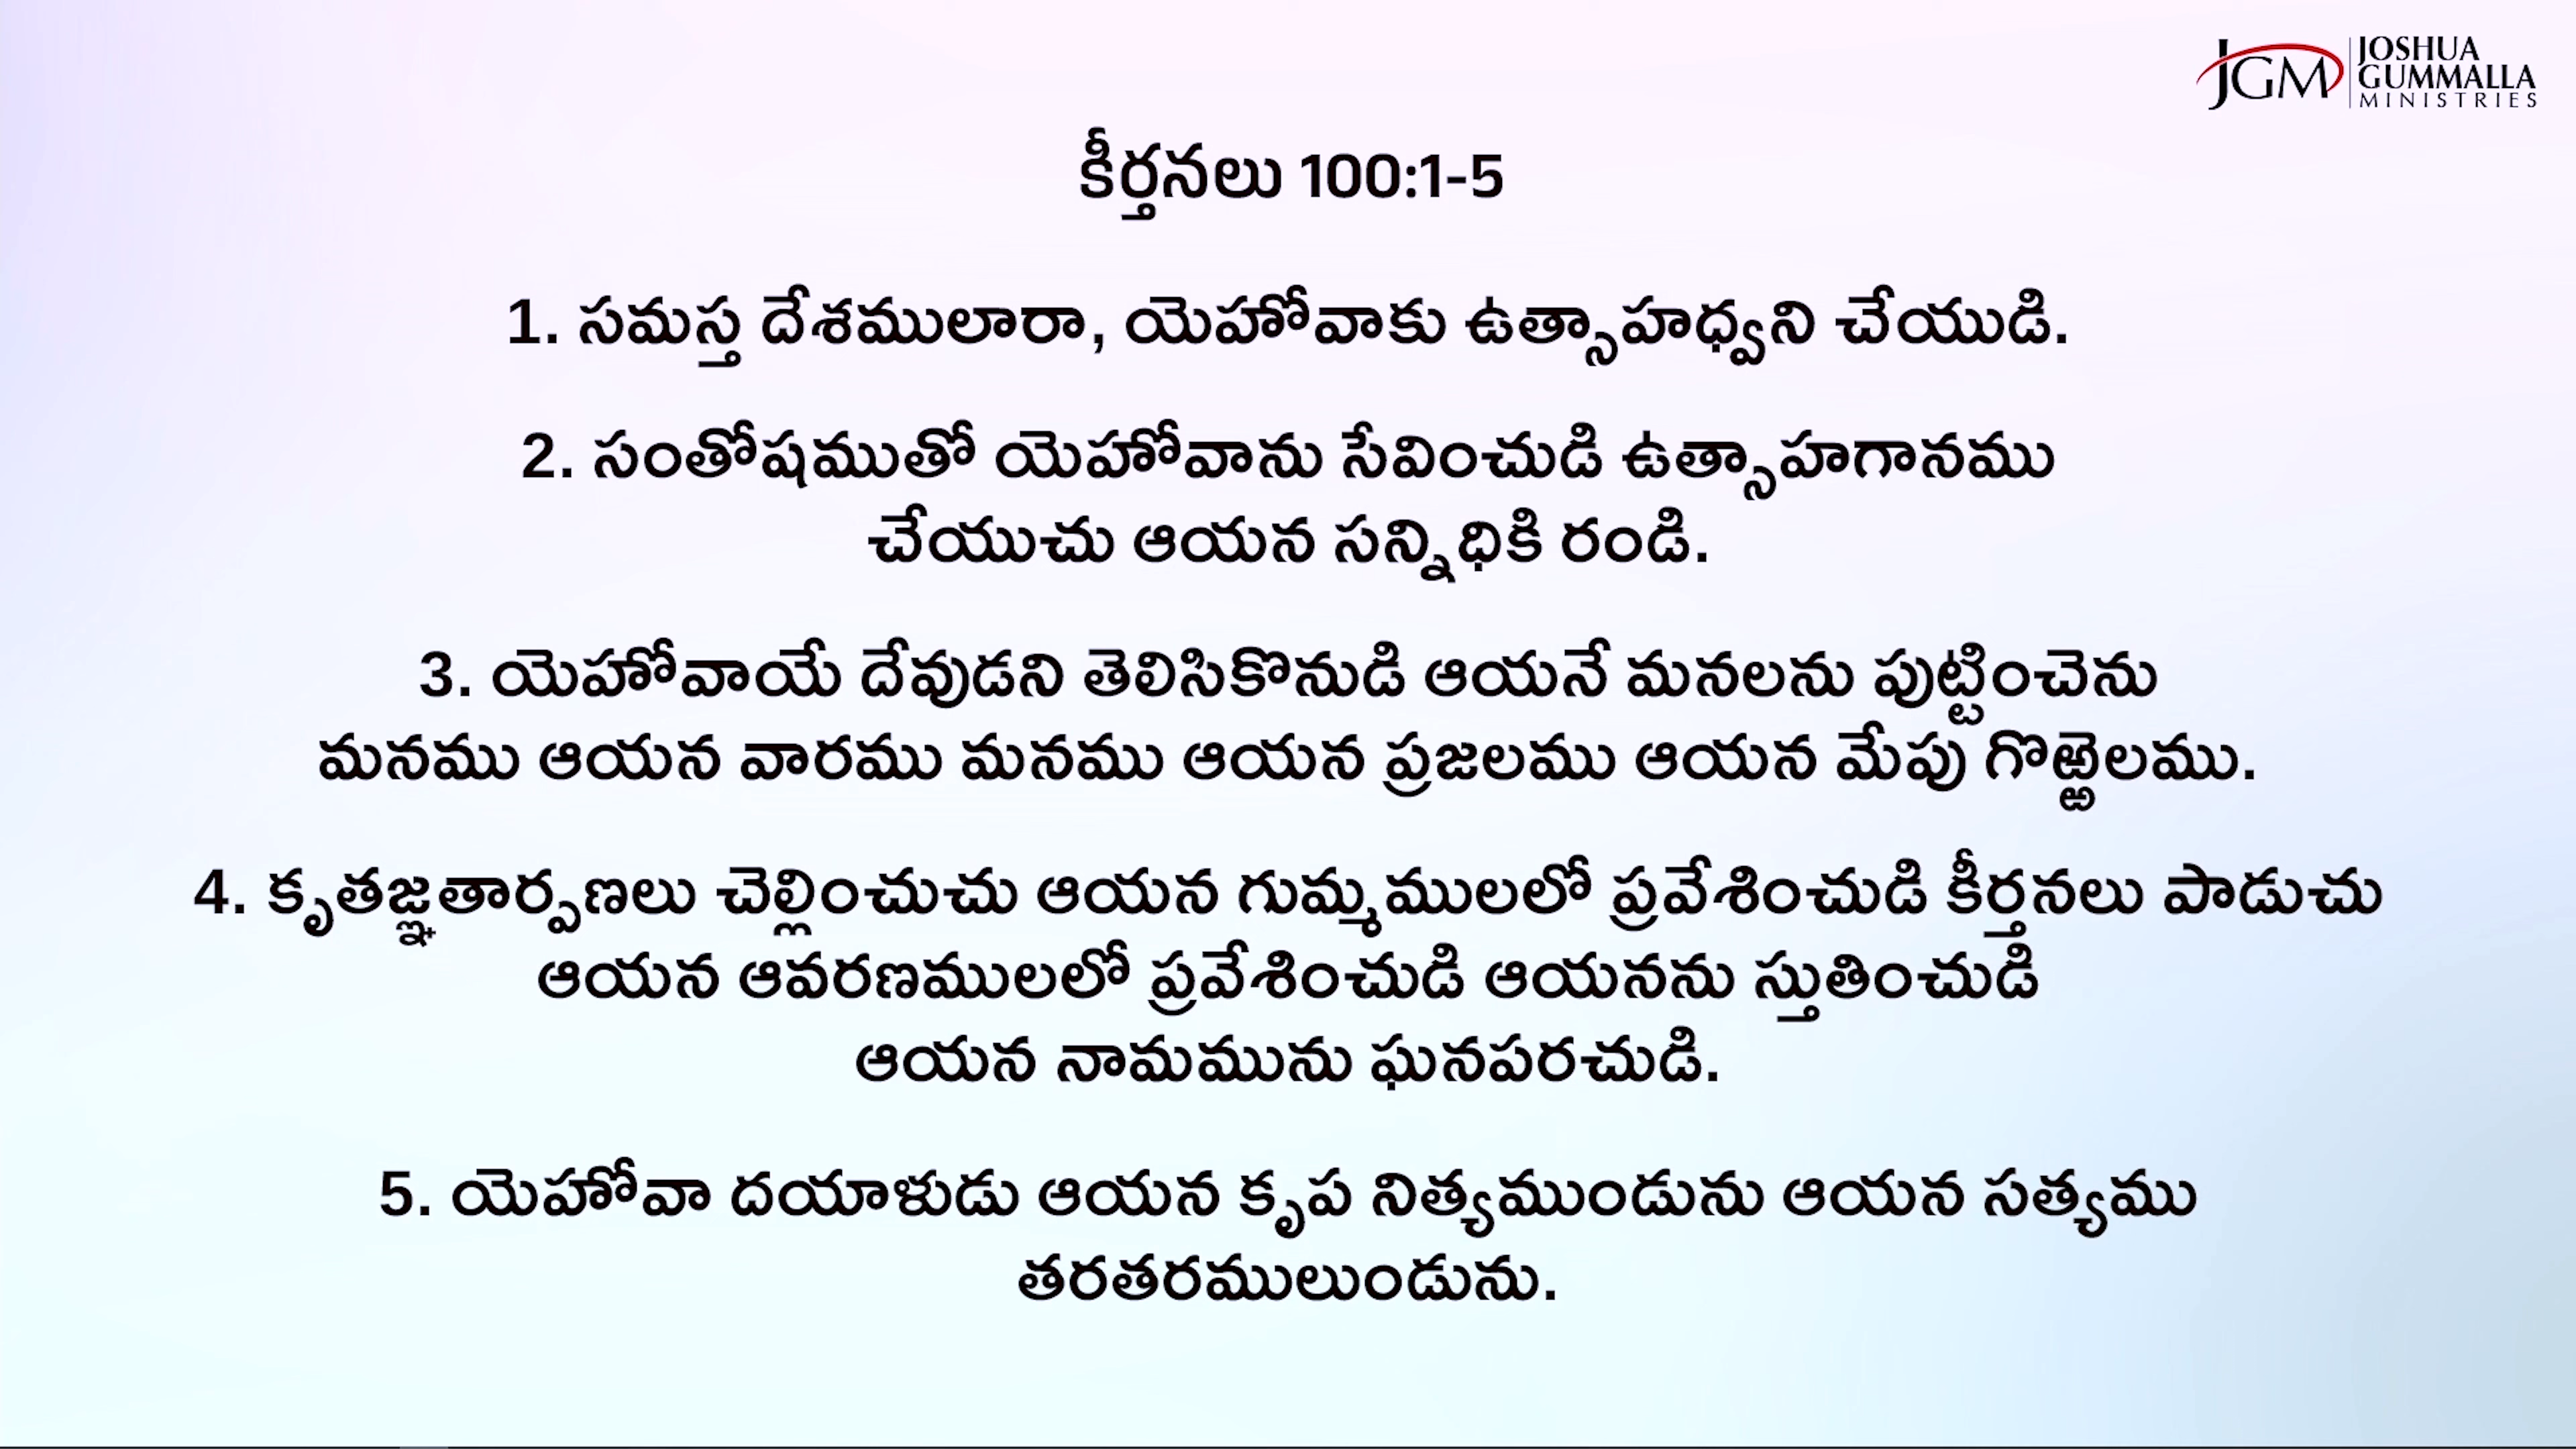 JGM
JOSHUA
GUMMALLA
MINISTRIES
కీర్తనలు 100:1-5
1. సమస్త దేశములారా, యెహోవాకు ఉత్సాహధ్వని చేయుడి.
2. సంతోషముతో యెహోవాను సేవించుడి ఉత్సాహగానము
చేయుచు ఆయన సన్నిధికి రండి.
3. యెహోవాయే దేవుడని తెలిసికొనుడి ఆయనే మనలను పుట్టించెను
మనము ఆయన వారము మనము ఆయన ప్రజలము ఆయన మేపు గొఱ్ఱెలము.
4. కృతజ్ఞతార్పణలు చెల్లించుచు ఆయన గుమ్మములలో ప్రవేశించుడి కీర్తనలు పాడుచు
ఆయన ఆవరణములలో ప్రవేశించుడి ఆయనను స్తుతించుడి
ఆయన నామమును ఘనపరచుడి.
5. యెహోవా దయాళుడు ఆయన కృప నిత్యముండును ఆయన సత్యము
తరతరములుండును.